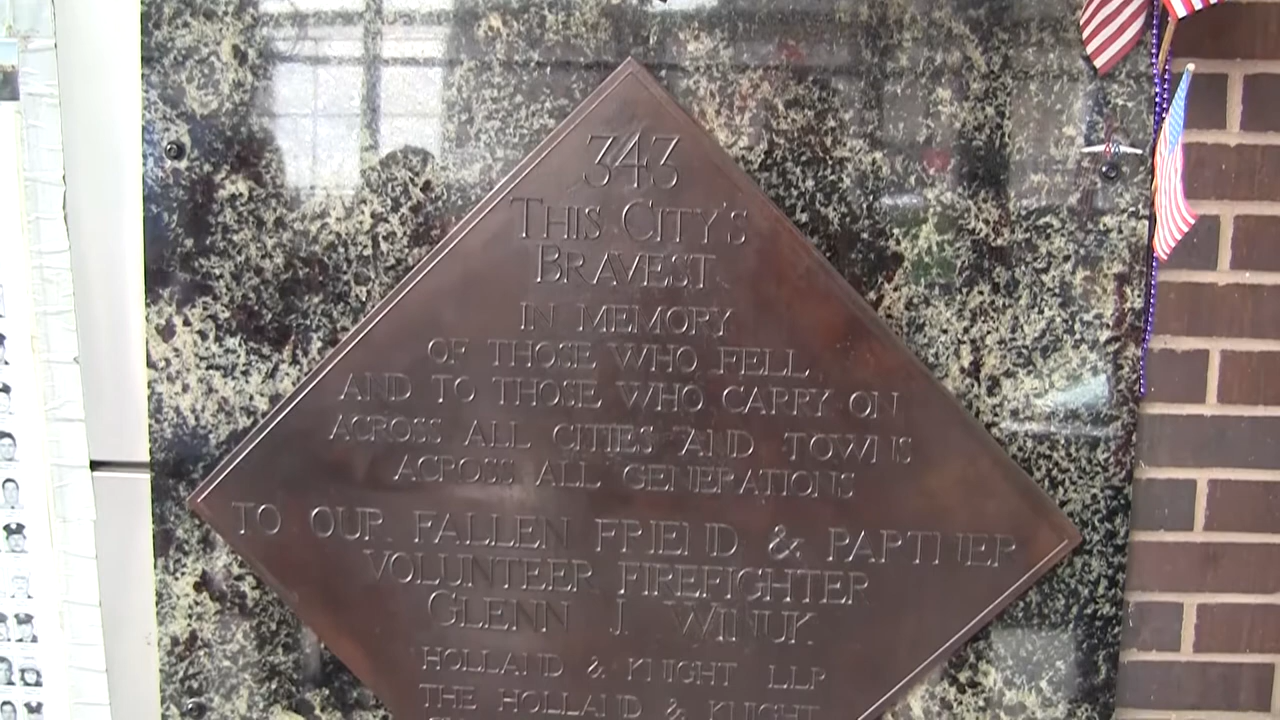 343
THIS CITY'S
BRAVEST
IN MEMORY
OF THOSE WHO FELL
AND TO THOSE WHO CARRY ON
ACROSS ALL CITIES AND TOWNS
ACROSS ALL GENERATIONS
TO OUR FALLEN FRIEND & PARTNER
VOLUNTEER FIREFIGHTER
GLENN J. WINUK
HOLLAND & KNIGHT LLP
THE HOLLAND & KNIGHT